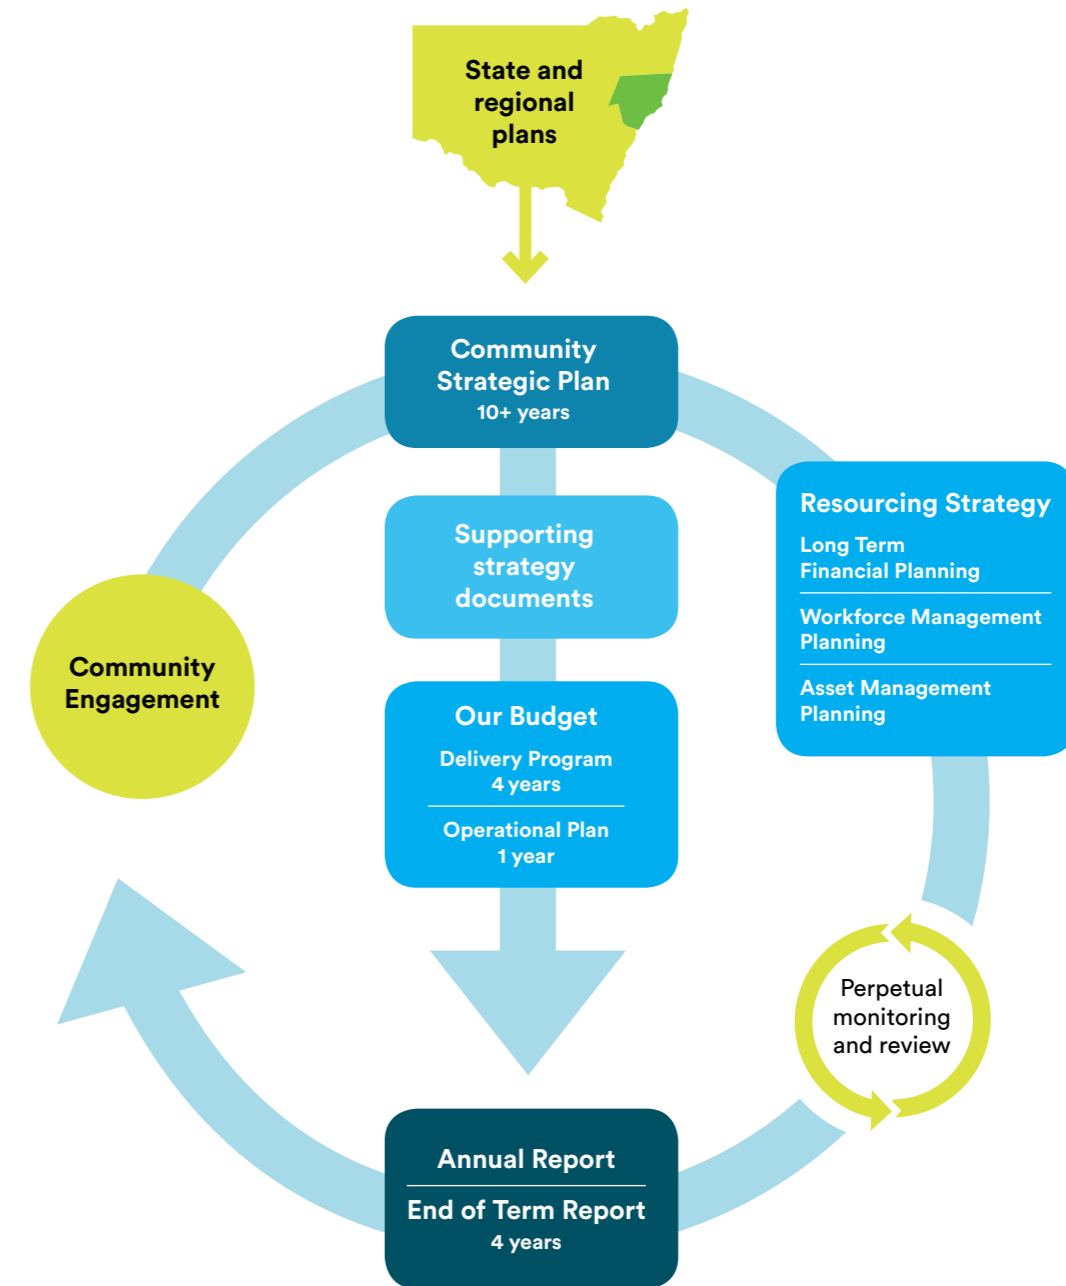 State and
regional
plans
Community
Strategic Plan
10+ years
Resourcing Strategy
Long Term
Financial Planning
Workforce Management
Planning
Asset Management
Planning
Supporting
strategy
documents
Community
Engagement
Our Budget
Delivery Program
4 years
Operational Plan
1 year
Perpetual
monitoring
and review
Annual Report
End of Term Report
4 years